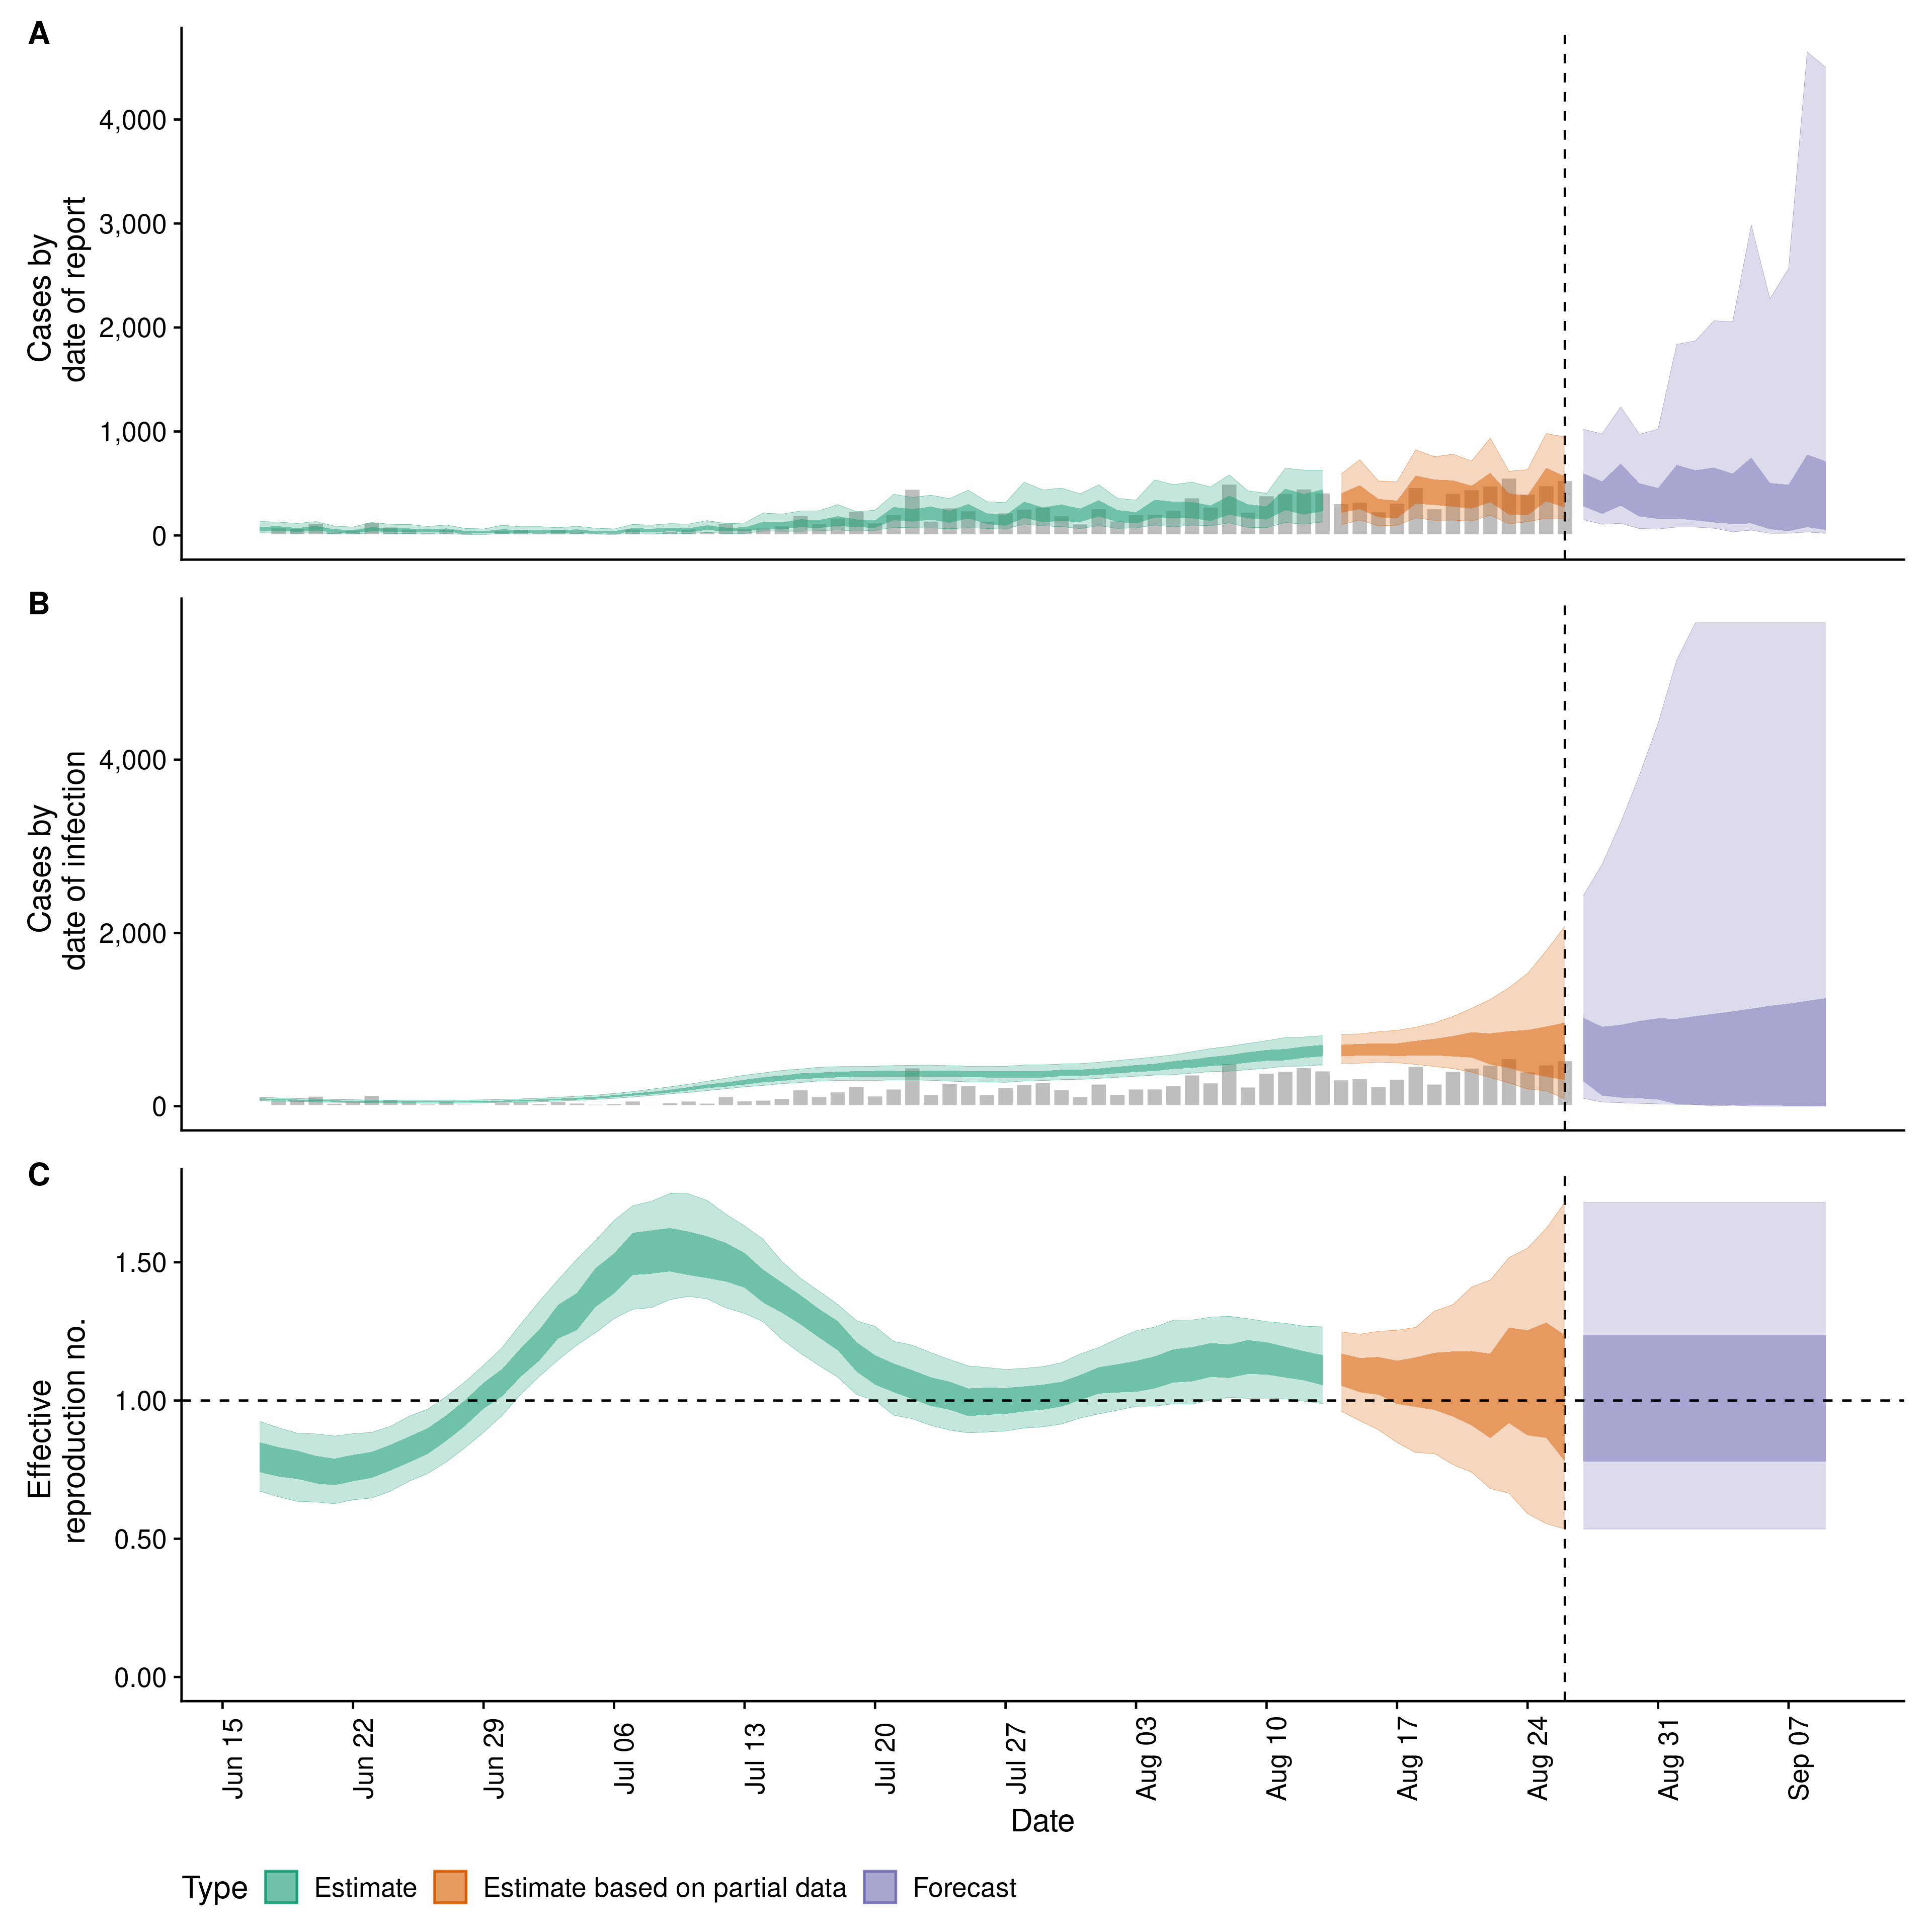 A
Cases by
date of report
4,000
3,000
2,000
1,000
0
B
Cases by
date of infection
4,000
2,000
0
C
Effective
reproduction no.
1.50
1.00
0.50
0.00
Jun 15
Jun 22
Jun 29
Jul 06
Jul 13
Jul 20
Jul 27
Aug 03
Aug 10
Aug 17
Aug 24
Aug 31
Sep 07
Date
Type Estimate Estimate based on partial data Forecast